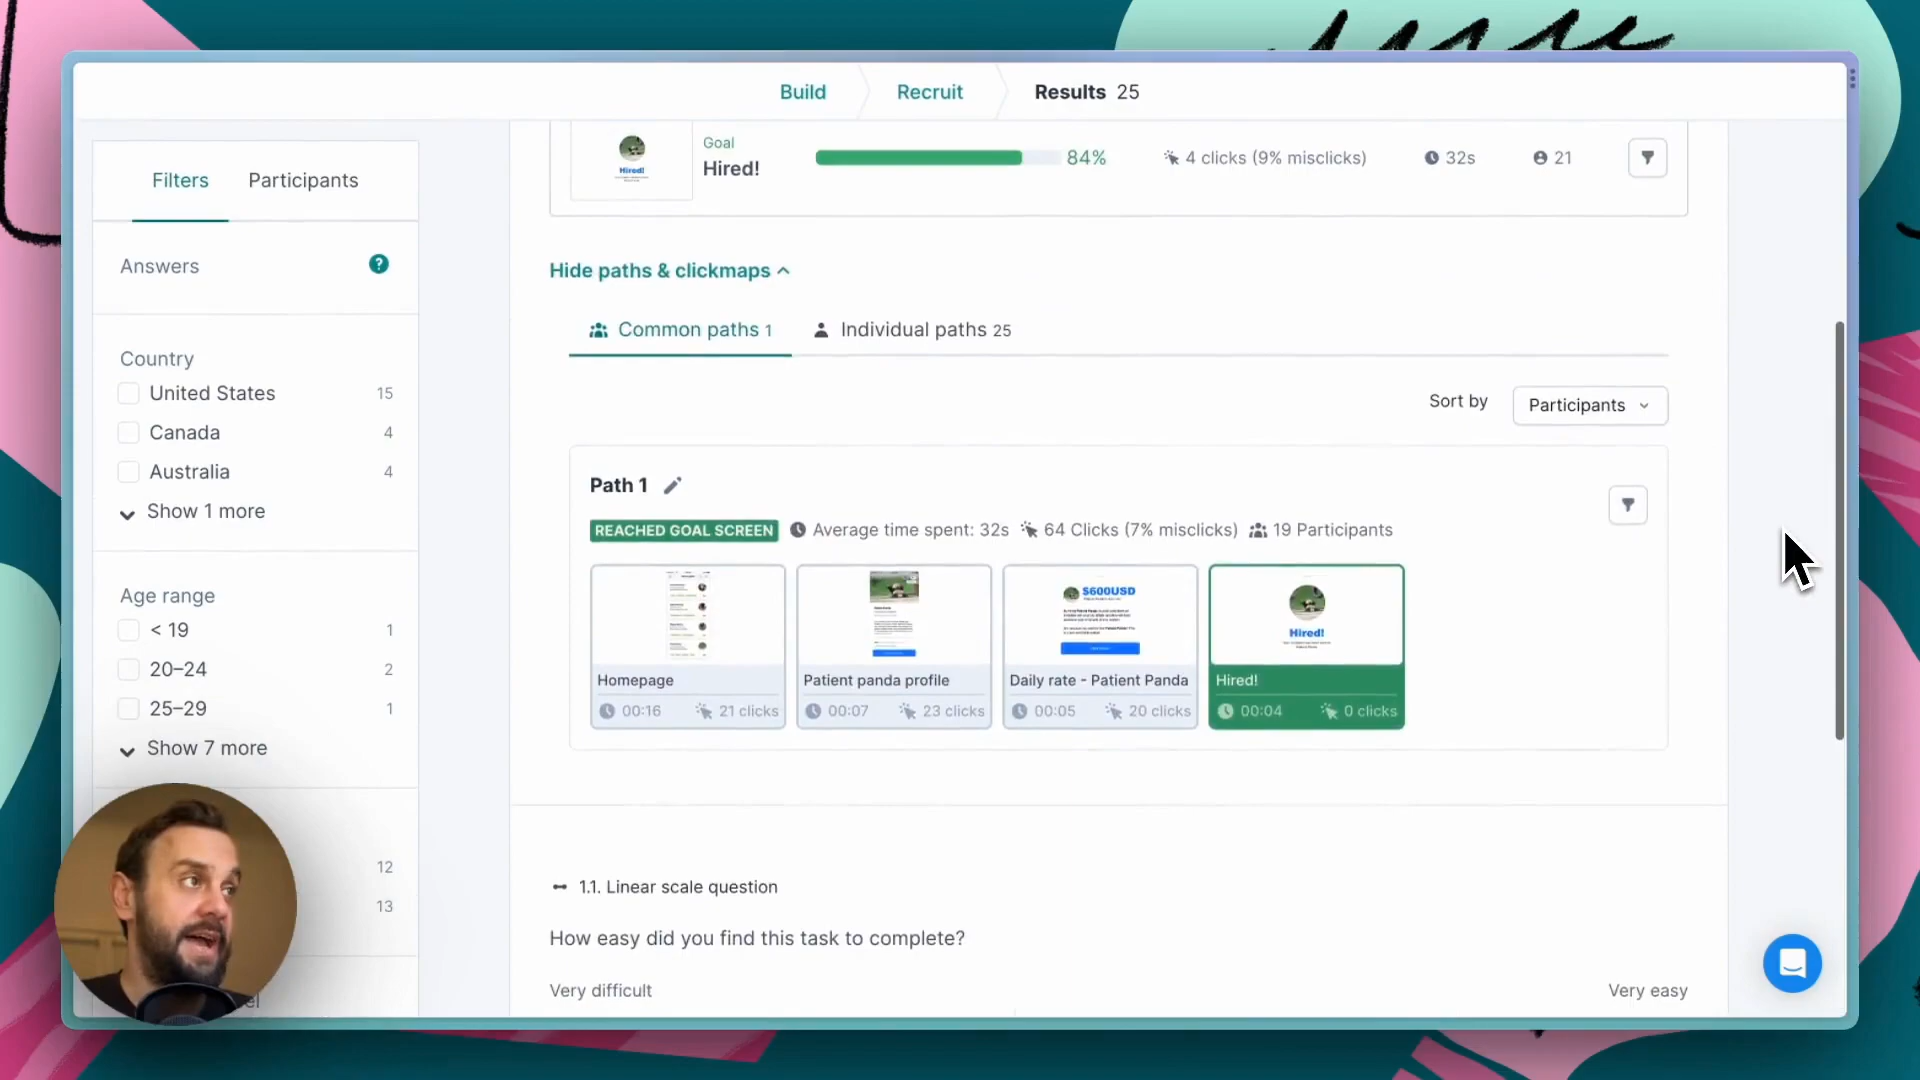 Build
Recruit
Results 25
Filters
Participants
Answers
?
Country
United States 15
Canada 4
Australia 4
Show 1 more
Age range
< 19 1
20–24 2
25–29 1
Show 7 more
12
13
Goal
Hired!
Hired!
84%
4 clicks (9% misclicks)
32s
21
Hide paths & clickmaps
Common paths 1
Individual paths 25
Sort by
Participants
Path 1
REACHED GOAL SCREEN
Average time spent: 32s
64 Clicks (7% misclicks)
19 Participants
$600USD
Hired!
Homepage
00:16
21 clicks
Patient panda profile
00:07
23 clicks
Daily rate - Patient Panda
00:05
20 clicks
Hired!
00:04
0 clicks
1.1. Linear scale question
How easy did you find this task to complete?
Very difficult
Very easy